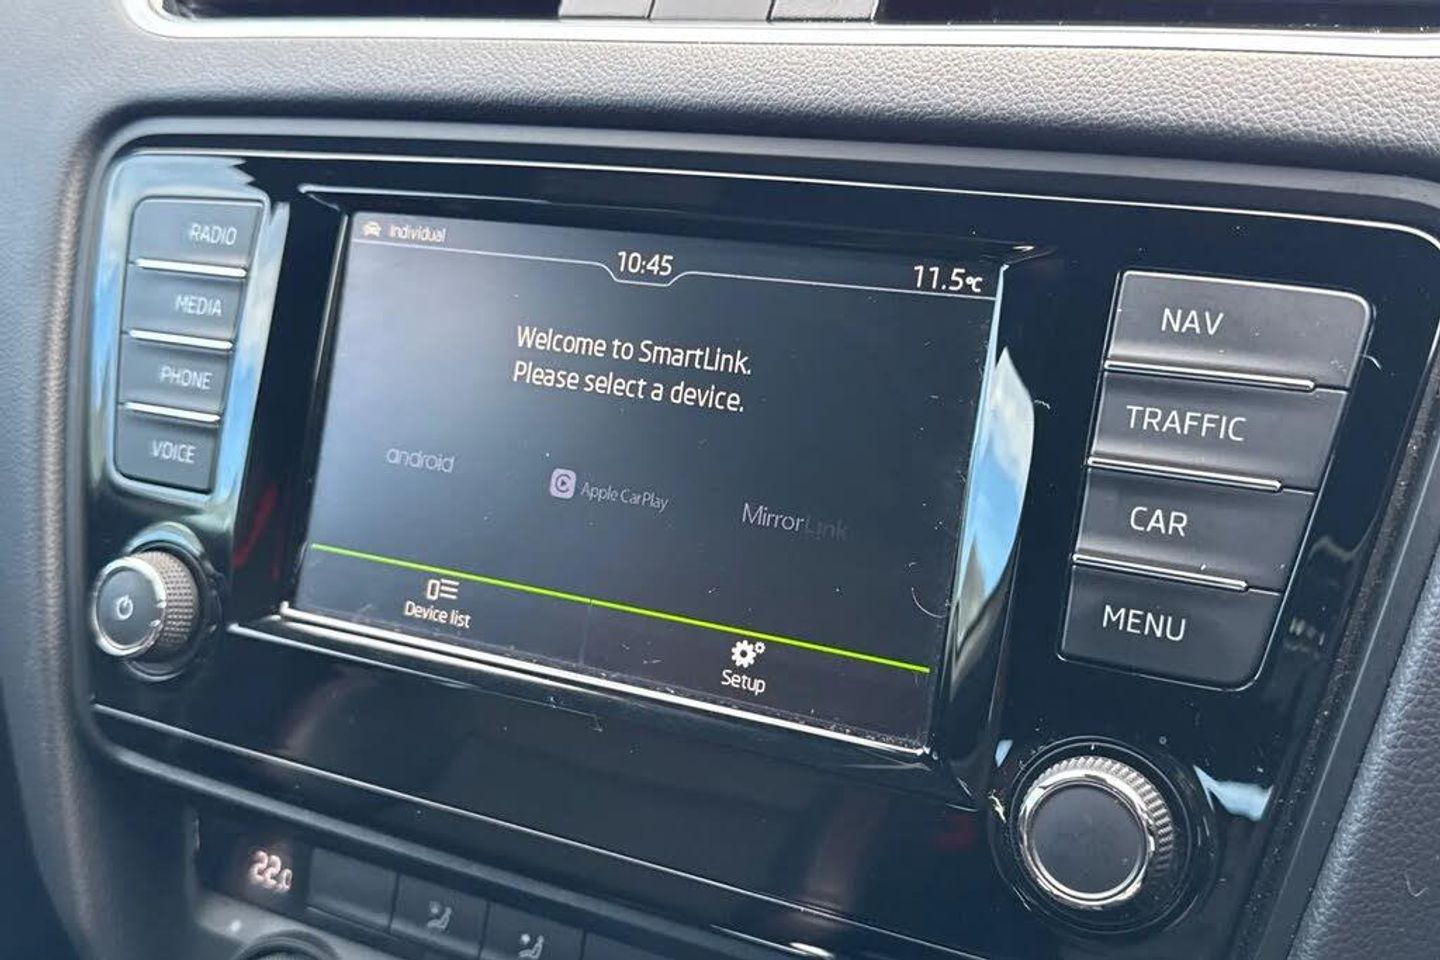 RADIO
MEDIA
PHONE
VOICE
Individual
10:45
11.5°C
Welcome to SmartLink.
Please select a device.
android
Apple CarPlay
MirrorLink
Device list
Setup
NAV
TRAFFIC
CAR
MENU
22.0